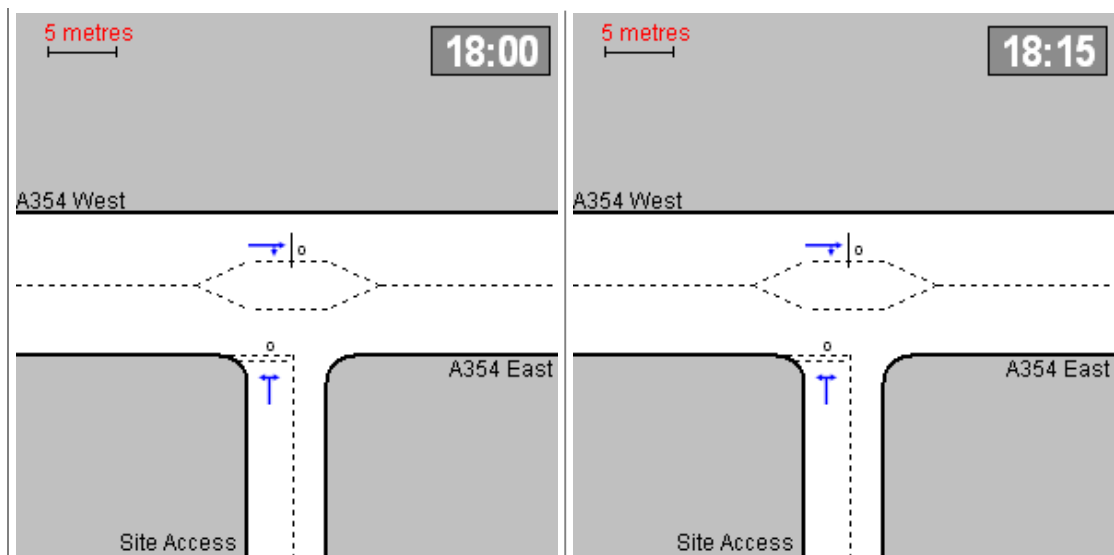 5 metres
18:00
A354 West
o
o
A354 East
Site Access
5 metres
18:15
A354 West
o
o
A354 East
Site Access